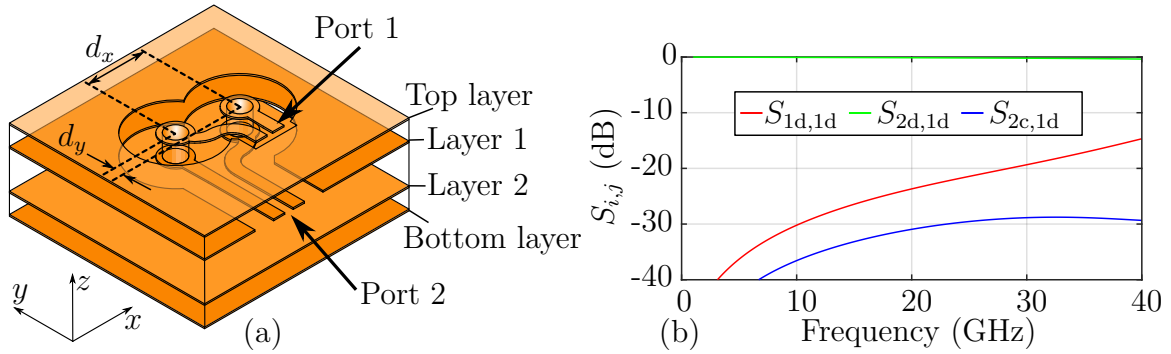 Port 1
d_x
Top layer
Layer 1
d_y
Layer 2
Bottom layer
Port 2
z
y
x
(a)
0
-10
-20
-30
-40
S_{i,j} (dB)
S_{1d,1d} S_{2d,1d} S_{2c,1d}
0 10 20 30 40
Frequency (GHz)
(b)